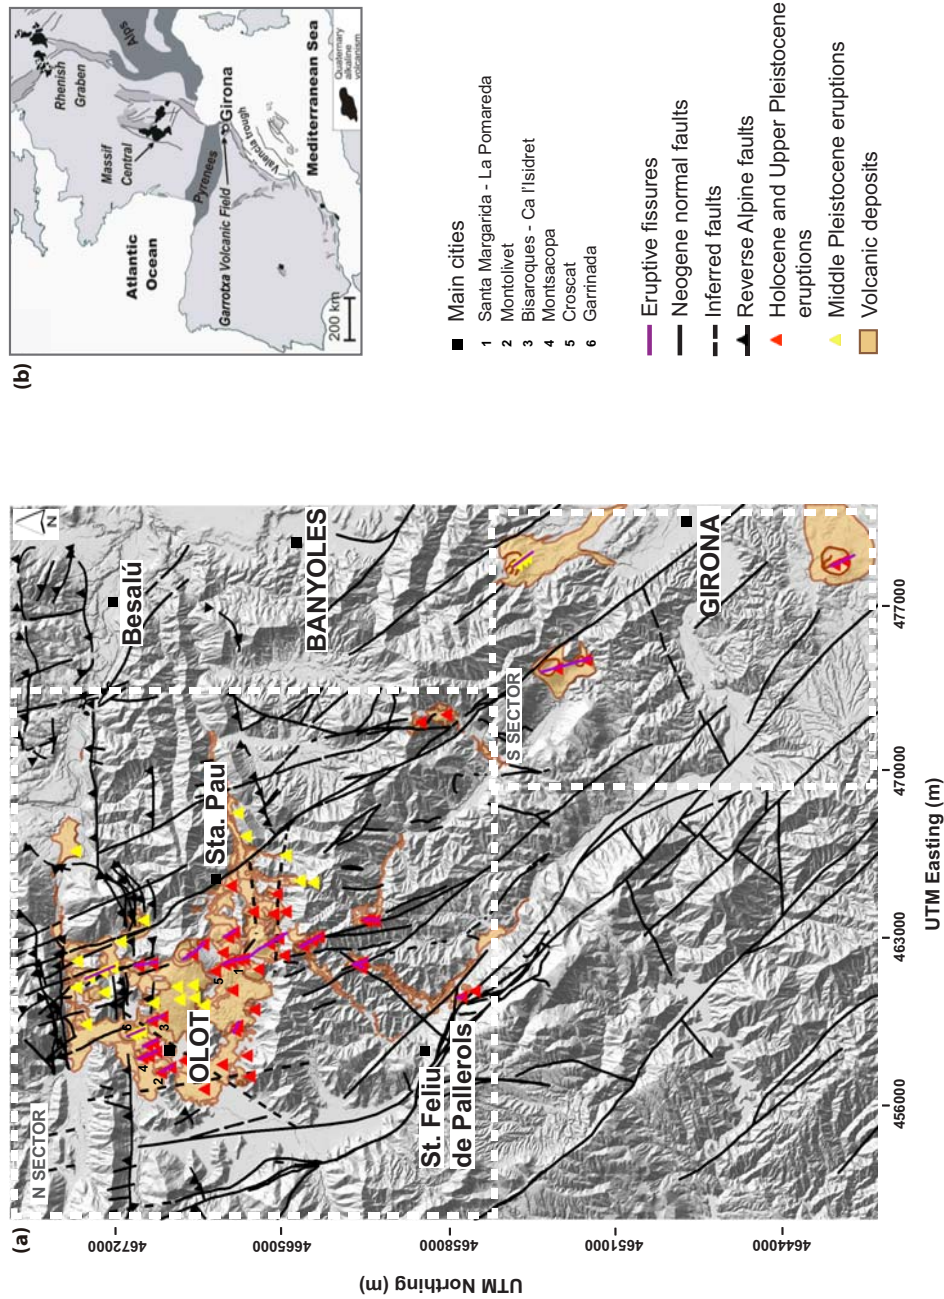 (a)
N
N SECTOR
Besalú
OLOT
Sta. Pau
BANYOLES
St. Feliu
de Pallerols
S SECTOR
GIRONA
1
2
3
4
5
6
4672000
4665000
4658000
4651000
4644000
UTM Northing (m)
456000
463000
470000
477000
UTM Easting (m)
(b)
Atlantic
Ocean
Massif
Central
Rhenish
Graben
Alps
Pyrenees
Garrotxa Volcanic Field
Girona
Valencia trough
Mediterranean Sea
200 km
Quaternary
alkaline
volcanism
Main cities
1 Santa Margarida - La Pomareda
2 Montolivet
3 Bisaroques - Ca l'Isidret
4 Montsacopa
5 Croscat
6 Garrinada
Eruptive fissures
Neogene normal faults
Inferred faults
Reverse Alpine faults
Holocene and Upper Pleistocene
eruptions
Middle Pleistocene eruptions
Volcanic deposits